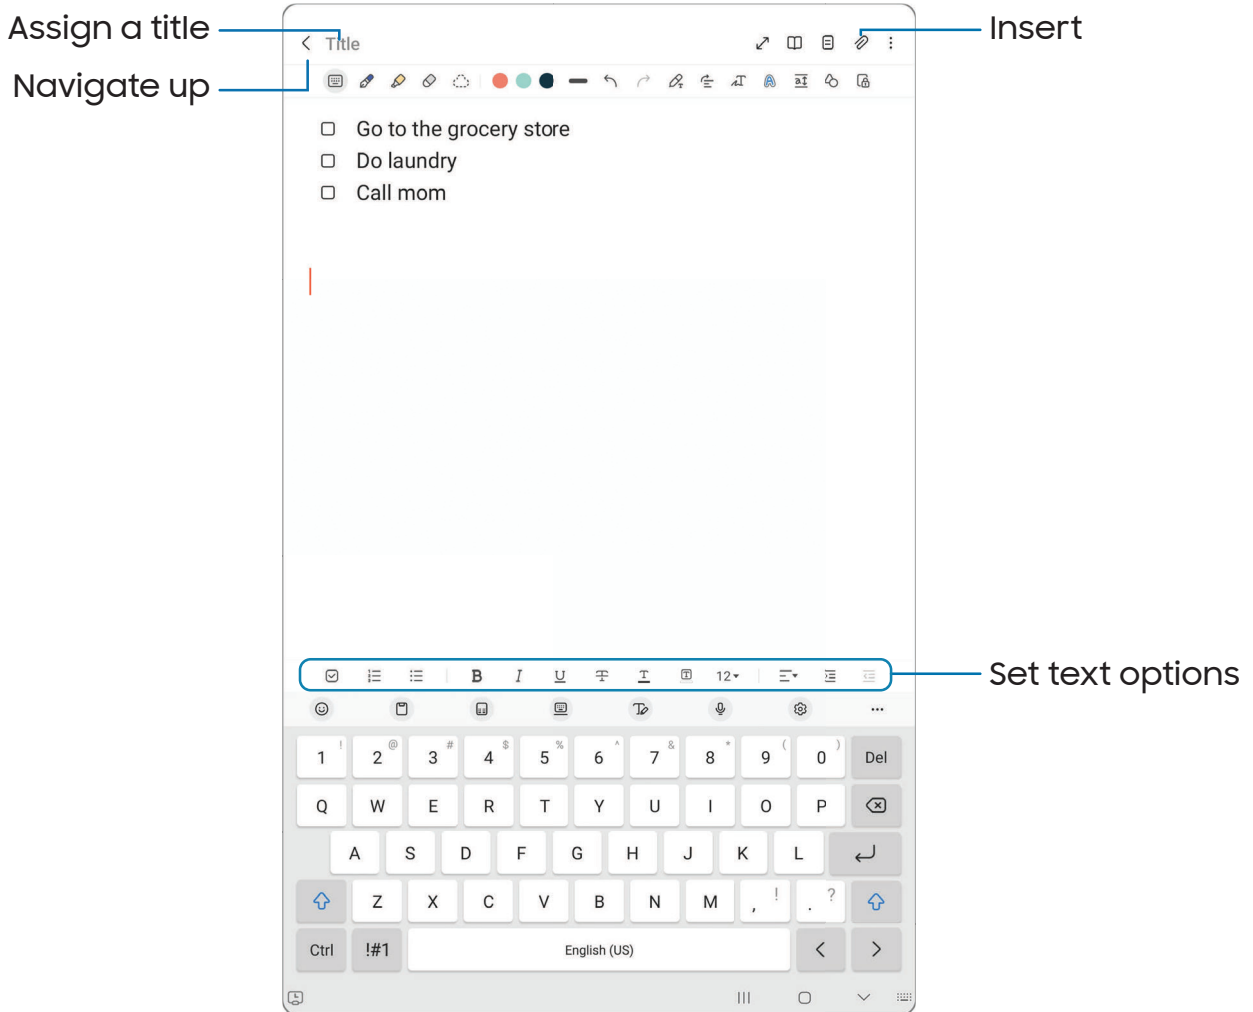 Assign a title
Insert
Title
Navigate up
Go to the grocery store
Do laundry
Call mom
B I U T T T 12
Set text options
1 ! 2 @ 3 # 4 $ 5 % 6 ^ 7 & 8 * 9 ( 0 ) Del
Q W E R T Y U I O P
A S D F G H J K L
Z X C V B N M , ! . ?
Ctrl !#1 English (US) < >